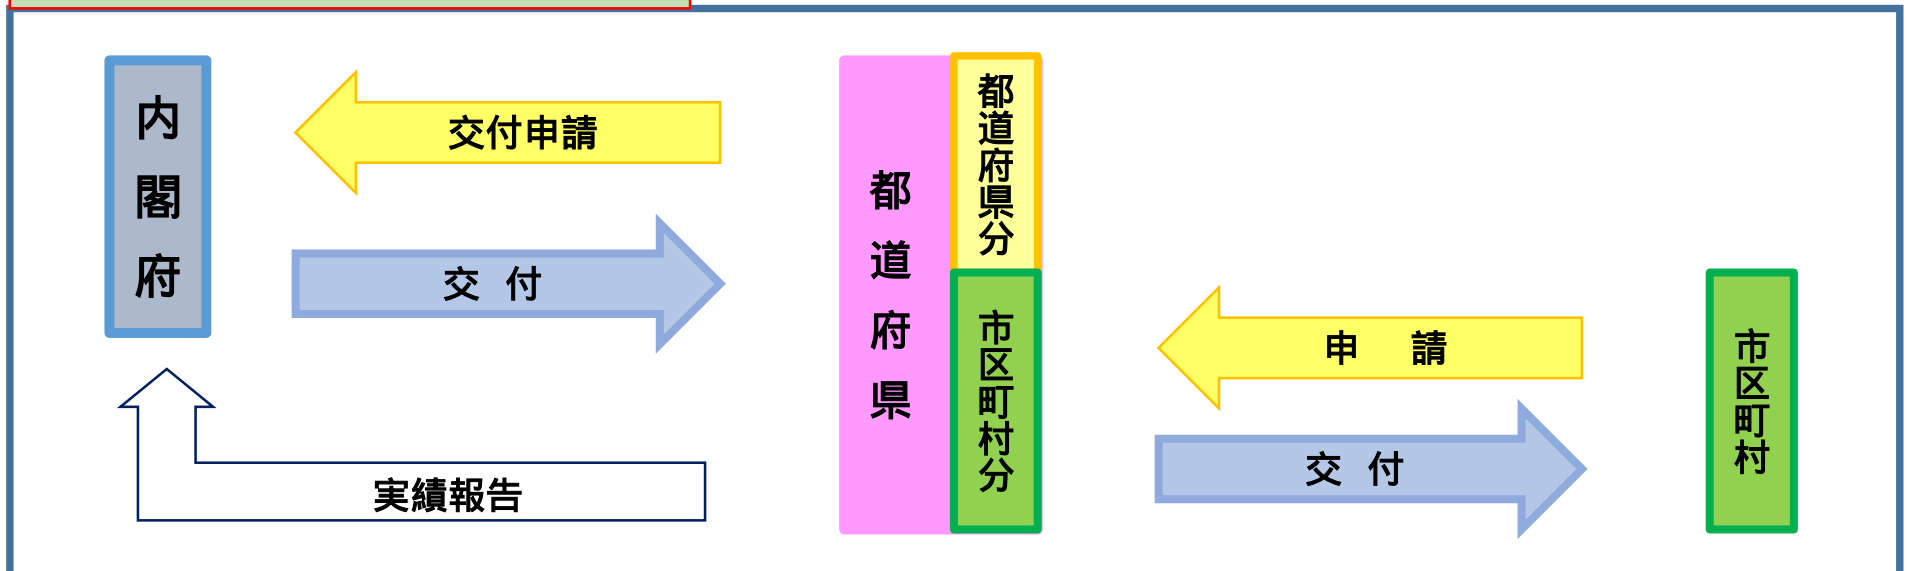 内閣府
交付申請
交付
実績報告
都道府県
都道府県分
市区町村分
申請
交付
市区町村